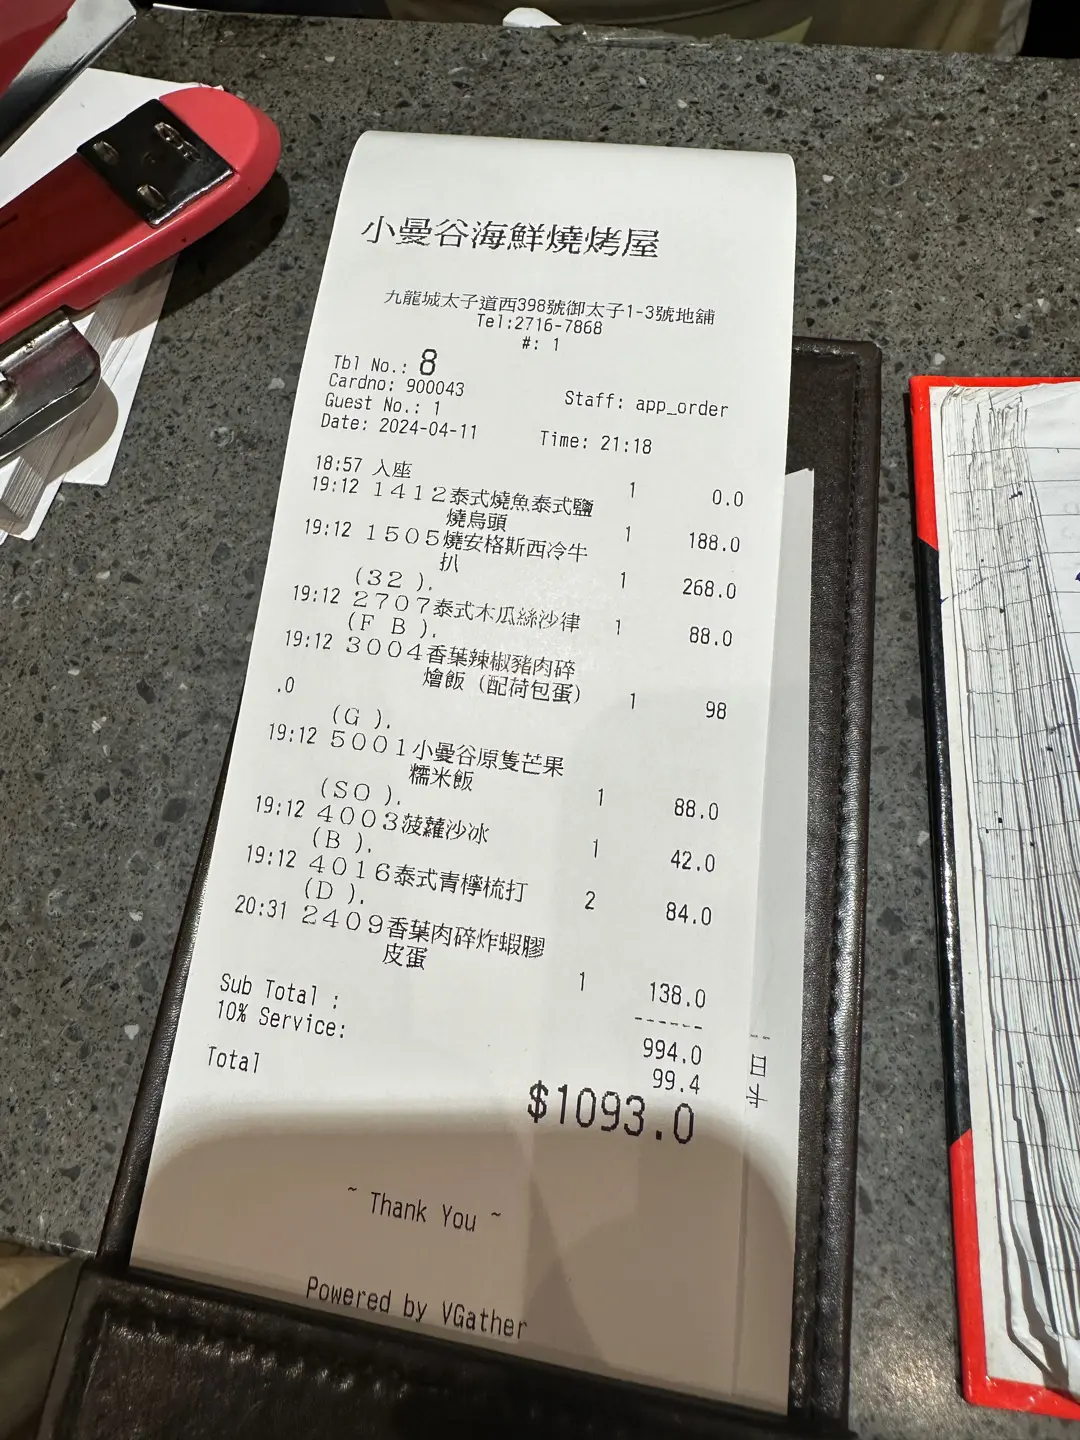 小曼谷海鮮燒烤屋
九龍城太子道西398號御太子1-3號地舖
Tel:2716-7868
#: 1
Tbl No.: 8
Cardno: 900043
Staff: app_order
Guest No.: 1
Date: 2024-04-11 Time: 21:18
18:57 入座 1 0.0
19:12 1412泰式燒魚泰式鹽
燒烏頭 1 188.0
19:12 1505燒安格斯西冷牛
扒 1 268.0
(32 ).
19:12 2707泰式木瓜絲沙律 1 88.0
(F B ).
19:12 3004香葉辣椒豬肉碎
燴飯 (配荷包蛋) 1 98
.0
(G ).
19:12 5001小曼谷原隻芒果
糯米飯 1 88.0
(SO ).
19:12 4003菠蘿沙冰 1 42.0
(B ).
19:12 4016泰式青檸梳打 2 84.0
(D ).
20:31 2409香葉肉碎炸蝦膠
皮蛋 1 138.0
------
Sub Total : 994.0
10% Service: 99.4
Total $1093.0
~ Thank You ~
Powered by VGather